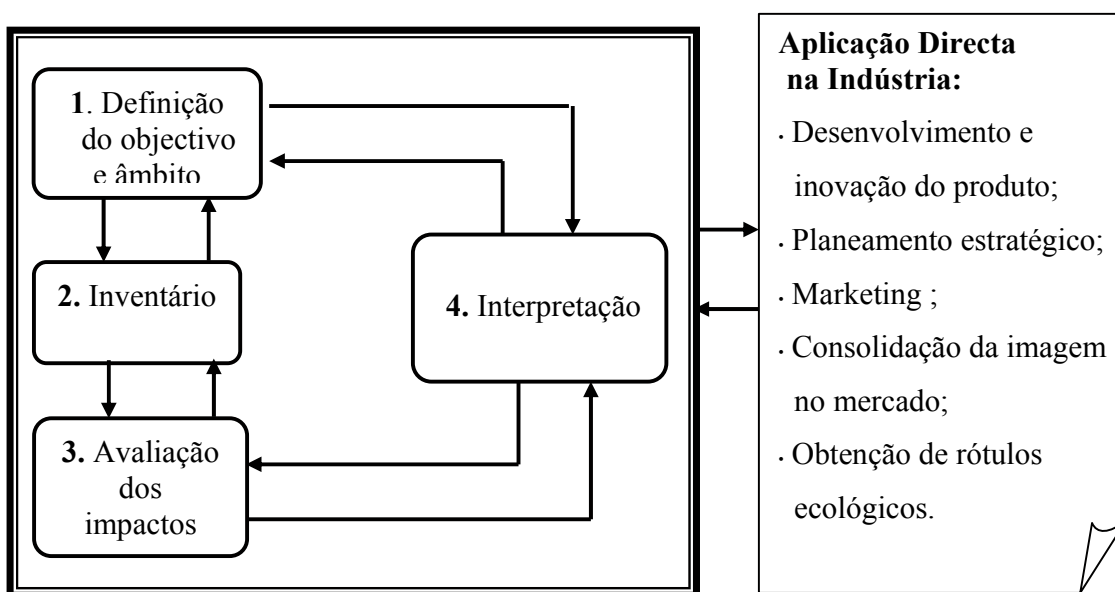 1. Definição
do objectivo
e âmbito
2. Inventário
3. Avaliação
dos
impactos
4. Interpretação
Aplicação Directa
na Indústria:
· Desenvolvimento e
inovação do produto;
· Planeamento estratégico;
· Marketing ;
· Consolidação da imagem
no mercado;
· Obtenção de rótulos
ecológicos.